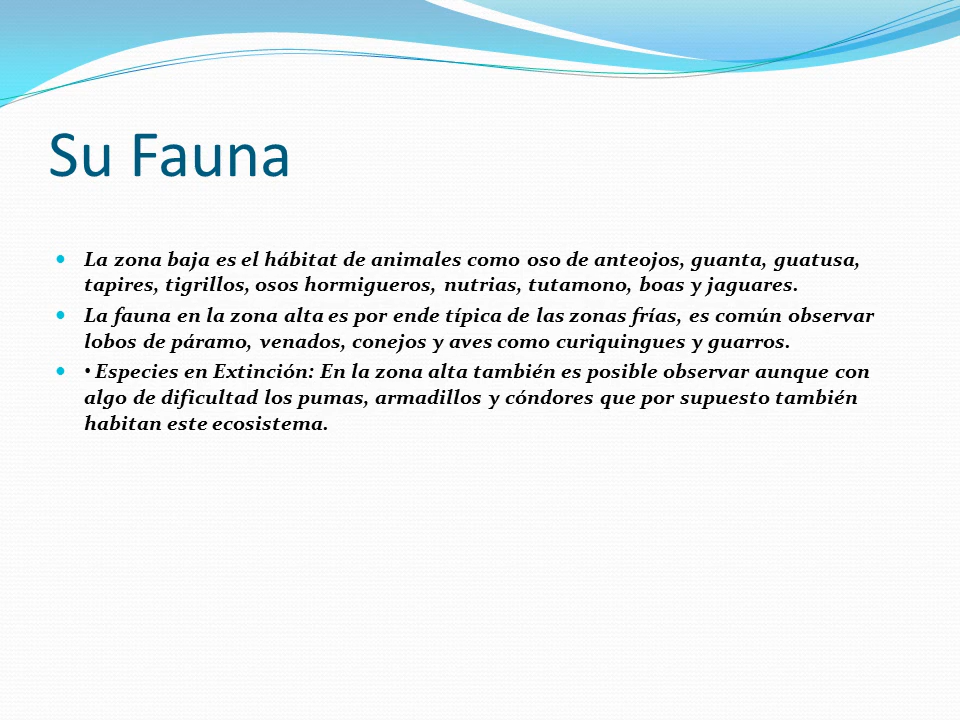 Su Fauna
La zona baja es el hábitat de animales como oso de anteojos, guanta, guatusa,
tapires, tigrillos, osos hormigueros, nutrias, tutamono, boas y jaguares.
La fauna en la zona alta es por ende típica de las zonas frías, es común observar
lobos de páramo, venados, conejos y aves como curiquingues y guarros.
• Especies en Extinción: En la zona alta también es posible observar aunque con
algo de dificultad los pumas, armadillos y cóndores que por supuesto también
habitan este ecosistema.